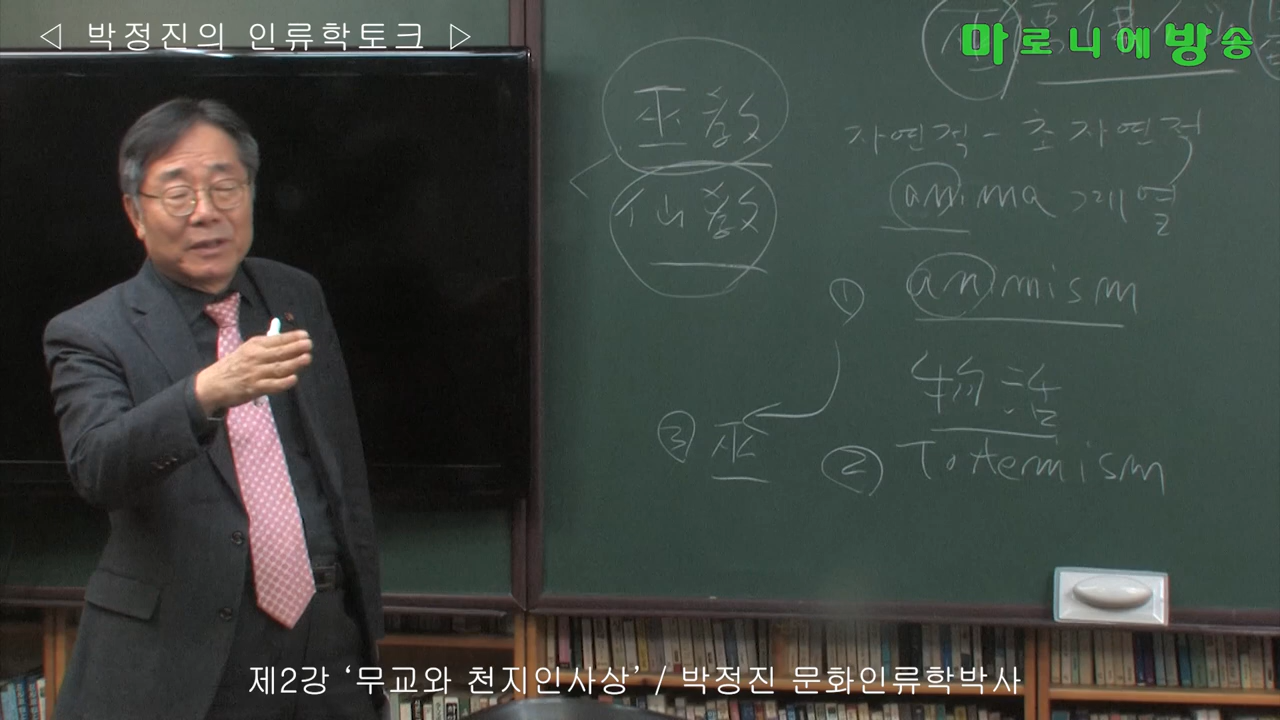 ◁ 박정진의 인류학토크 ▷
마로니에방송
巫敎
仙敎
자연적 - 초자연적
anima 계열
① animism
物活
② Totemism
③ 巫
제2강 ‘무교와 천지인사상’ / 박정진 문화인류학박사